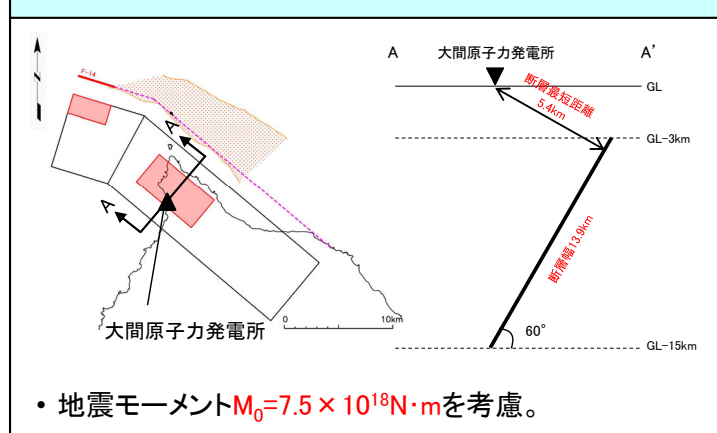 N
F-14
A
A
大間原子力発電所
0
10km
A
大間原子力発電所
A’
GL
断層最短距離
5.4km
GL-3km
断層幅13.9km
60°
GL-15km
• 地震モーメントM₀=7.5×10¹⁸N·mを考慮。